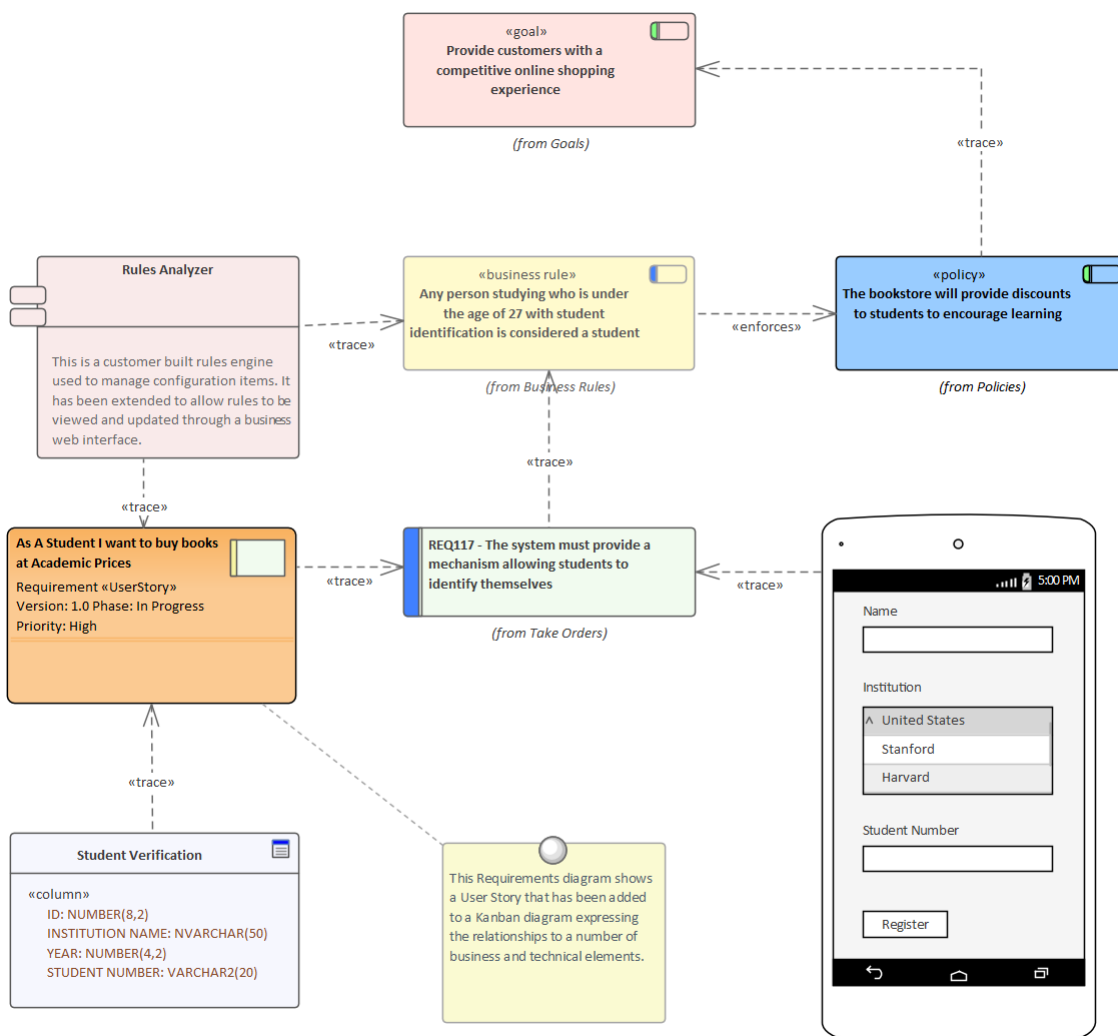 «goal»
Provide customers with a
competitive online shopping
experience
(from Goals)
«trace»
Rules Analyzer
This is a customer built rules engine
used to manage configuration items. It
has been extended to allow rules to be
viewed and updated through a business
web interface.
«trace»
«business rule»
Any person studying who is under
the age of 27 with student
identification is considered a student
(from Business Rules)
«enforces»
«policy»
The bookstore will provide discounts
to students to encourage learning
(from Policies)
«trace»
«trace»
As A Student I want to buy books
at Academic Prices
Requirement «UserStory»
Version: 1.0 Phase: In Progress
Priority: High
«trace»
REQ117 - The system must provide a
mechanism allowing students to
identify themselves
(from Take Orders)
«trace»
5:00 PM
Name
Institution
United States
Stanford
Harvard
Student Number
Register
«trace»
Student Verification
«column»
ID: NUMBER(8,2)
INSTITUTION NAME: NVARCHAR(50)
YEAR: NUMBER(4,2)
STUDENT NUMBER: VARCHAR2(20)
This Requirements diagram shows
a User Story that has been added
to a Kanban diagram expressing
the relationships to a number of
business and technical elements.